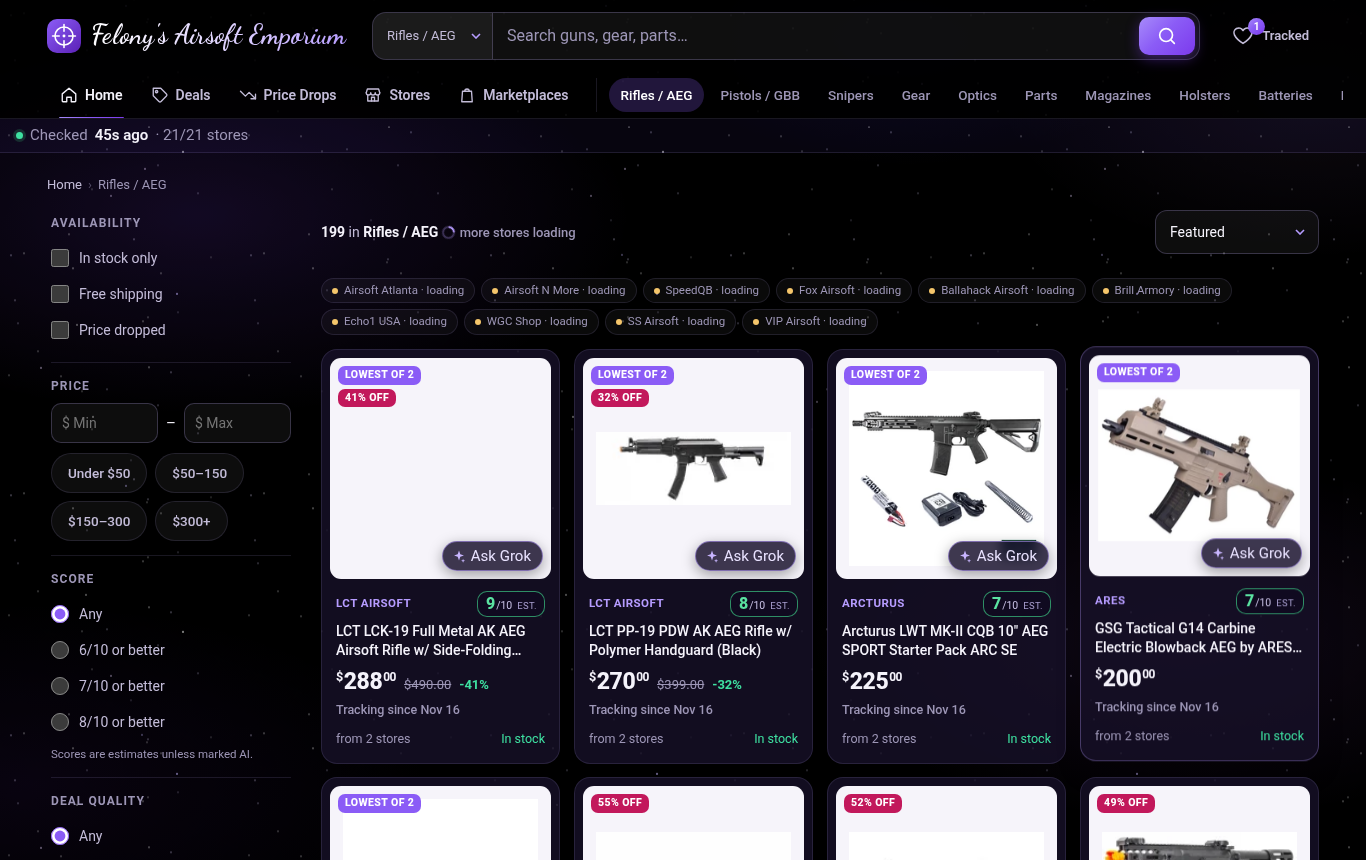 Felony's Airsoft Emporium
Rifles / AEG
Search guns, gear, parts…
1
Tracked
Home
Deals
Price Drops
Stores
Marketplaces
Rifles / AEG
Pistols / GBB
Snipers
Gear
Optics
Parts
Magazines
Holsters
Batteries
Checked 45s ago · 21/21 stores
Home › Rifles / AEG
AVAILABILITY
In stock only
Free shipping
Price dropped
PRICE
$ Min – $ Max
Under $50
$50–150
$150–300
$300+
SCORE
Any
6/10 or better
7/10 or better
8/10 or better
Scores are estimates unless marked AI.
DEAL QUALITY
Any
199 in Rifles / AEG more stores loading
Featured
Airsoft Atlanta · loading
Airsoft N More · loading
SpeedQB · loading
Fox Airsoft · loading
Ballahack Airsoft · loading
Brill Armory · loading
Echo1 USA · loading
WGC Shop · loading
SS Airsoft · loading
VIP Airsoft · loading
LOWEST OF 2
41% OFF
Ask Grok
LCT AIRSOFT
9/10 EST.
LCT LCK-19 Full Metal AK AEG
Airsoft Rifle w/ Side-Folding…
$28800 $490.00 -41%
Tracking since Nov 16
from 2 stores
In stock
LOWEST OF 2
32% OFF
Ask Grok
LCT AIRSOFT
8/10 EST.
LCT PP-19 PDW AK AEG Rifle w/
Polymer Handguard (Black)
$27000 $399.00 -32%
Tracking since Nov 16
from 2 stores
In stock
LOWEST OF 2
Ask Grok
ARCTURUS
7/10 EST.
Arcturus LWT MK-II CQB 10" AEG
SPORT Starter Pack ARC SE
$22500
Tracking since Nov 16
from 2 stores
In stock
LOWEST OF 2
Ask Grok
ARES
7/10 EST.
GSG Tactical G14 Carbine
Electric Blowback AEG by ARES…
$20000
Tracking since Nov 16
from 2 stores
In stock
LOWEST OF 2
55% OFF
52% OFF
49% OFF